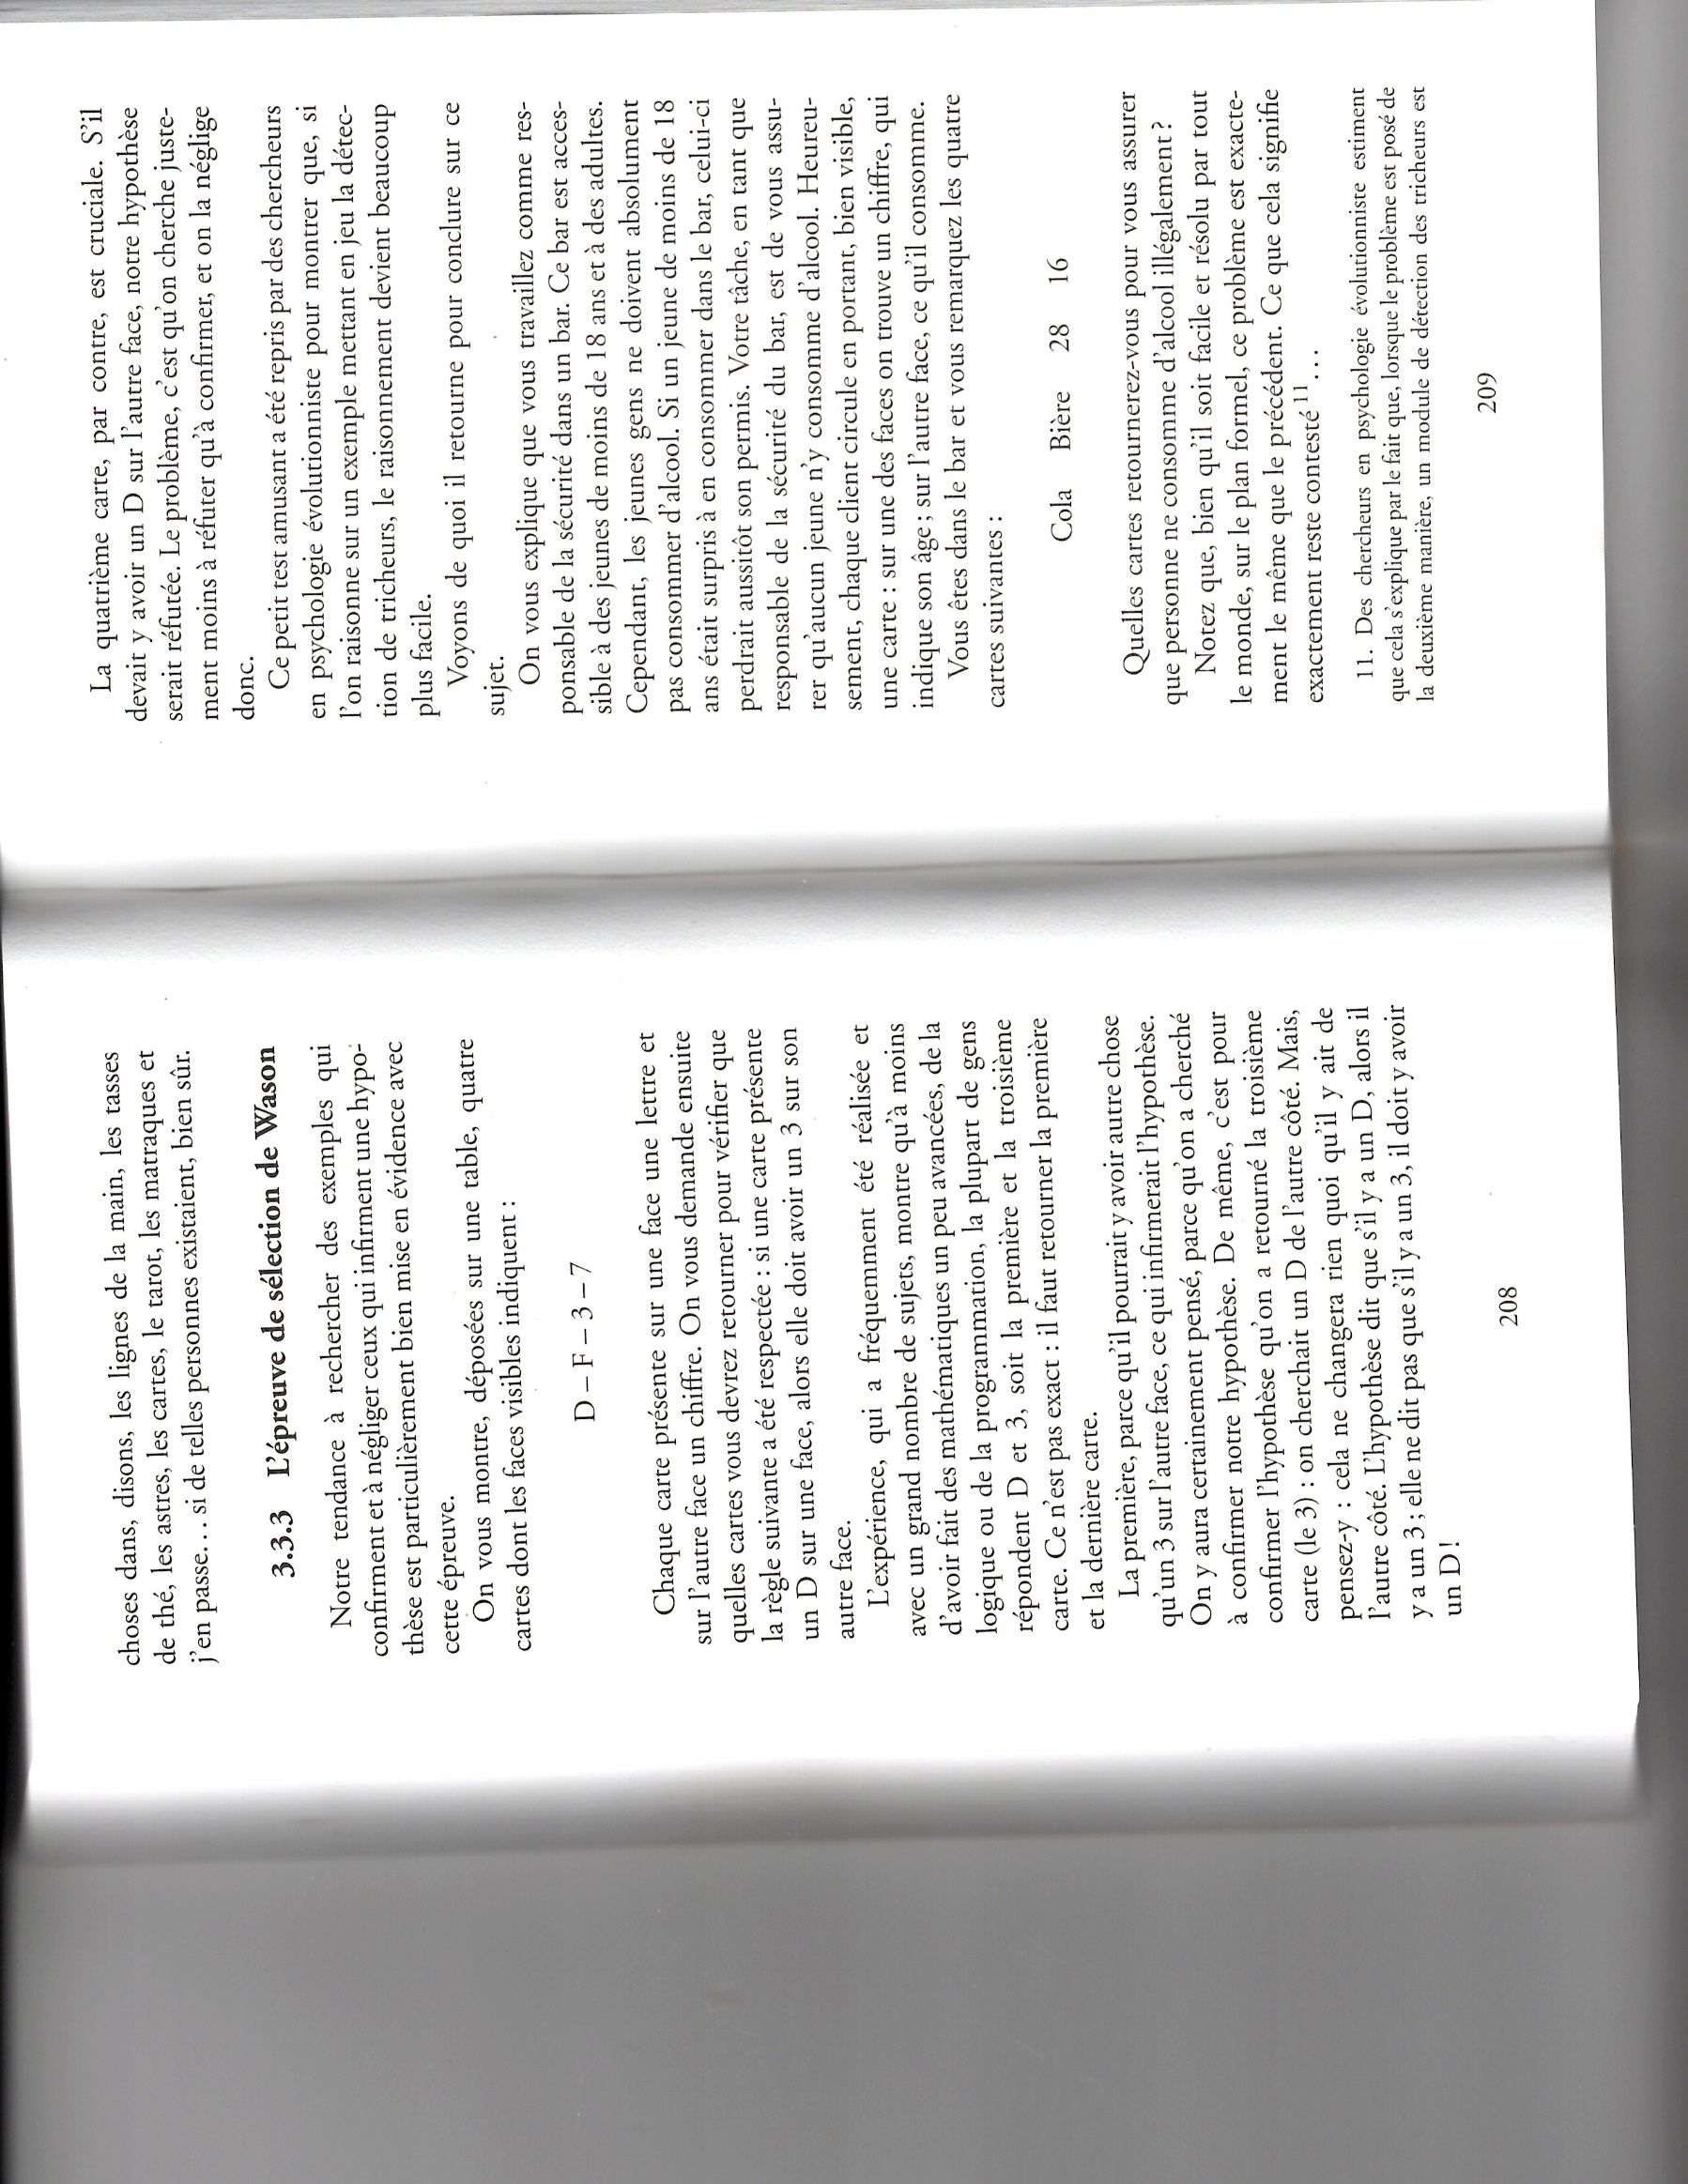 choses dans, disons, les lignes de la main, les tasses
de thé, les astres, les cartes, le tarot, les matraques et
j'en passe… si de telles personnes existaient, bien sûr.
3.3.3 L'épreuve de sélection de Wason
Notre tendance à rechercher des exemples qui
confirment et à négliger ceux qui infirment une hypo-
thèse est particulièrement bien mise en évidence avec
cette épreuve.
On vous montre, déposées sur une table, quatre
cartes dont les faces visibles indiquent :
D – F – 3 – 7
Chaque carte présente sur une face une lettre et
sur l'autre face un chiffre. On vous demande ensuite
quelles cartes vous devrez retourner pour vérifier que
la règle suivante a été respectée : si une carte présente
un D sur une face, alors elle doit avoir un 3 sur son
autre face.
L'expérience, qui a fréquemment été réalisée et
avec un grand nombre de sujets, montre qu'à moins
d'avoir fait des mathématiques un peu avancées, de la
logique ou de la programmation, la plupart de gens
répondent D et 3, soit la première et la troisième
carte. Ce n'est pas exact : il faut retourner la première
et la dernière carte.
La première, parce qu'il pourrait y avoir autre chose
qu'un 3 sur l'autre face, ce qui infirmerait l'hypothèse.
On y aura certainement pensé, parce qu'on a cherché
à confirmer notre hypothèse. De même, c'est pour
confirmer l'hypothèse qu'on a retourné la troisième
carte (le 3) : on cherchait un D de l'autre côté. Mais,
pensez-y : cela ne changera rien quoi qu'il y ait de
l'autre côté. L'hypothèse dit que s'il y a un D, alors il
y a un 3 ; elle ne dit pas que s'il y a un 3, il doit y avoir
un D!
208
La quatrième carte, par contre, est cruciale. S'il
devait y avoir un D sur l'autre face, notre hypothèse
serait réfutée. Le problème, c'est qu'on cherche juste-
ment moins à réfuter qu'à confirmer, et on la néglige
donc.
Ce petit test amusant a été repris par des chercheurs
en psychologie évolutionniste pour montrer que, si
l'on raisonne sur un exemple mettant en jeu la détec-
tion de tricheurs, le raisonnement devient beaucoup
plus facile.
Voyons de quoi il retourne pour conclure sur ce
sujet.
On vous explique que vous travaillez comme res-
ponsable de la sécurité dans un bar. Ce bar est acces-
sible à des jeunes de moins de 18 ans et à des adultes.
Cependant, les jeunes gens ne doivent absolument
pas consommer d'alcool. Si un jeune de moins de 18
ans était surpris à en consommer dans le bar, celui-ci
perdrait aussitôt son permis. Votre tâche, en tant que
responsable de la sécurité du bar, est de vous assu-
rer qu'aucun jeune n'y consomme d'alcool. Heureu-
sement, chaque client circule en portant, bien visible,
une carte : sur une des faces on trouve un chiffre, qui
indique son âge ; sur l'autre face, ce qu'il consomme.
Vous êtes dans le bar et vous remarquez les quatre
cartes suivantes :
Cola Bière 28 16
Quelles cartes retournerez-vous pour vous assurer
que personne ne consomme d'alcool illégalement ?
Notez que, bien qu'il soit facile et résolu par tout
le monde, sur le plan formel, ce problème est exacte-
ment le même que le précédent. Ce que cela signifie
exactement reste contesté 11…
11. Des chercheurs en psychologie évolutionniste estiment
que cela s'explique par le fait que, lorsque le problème est posé de
la deuxième manière, un module de détection des tricheurs est
209